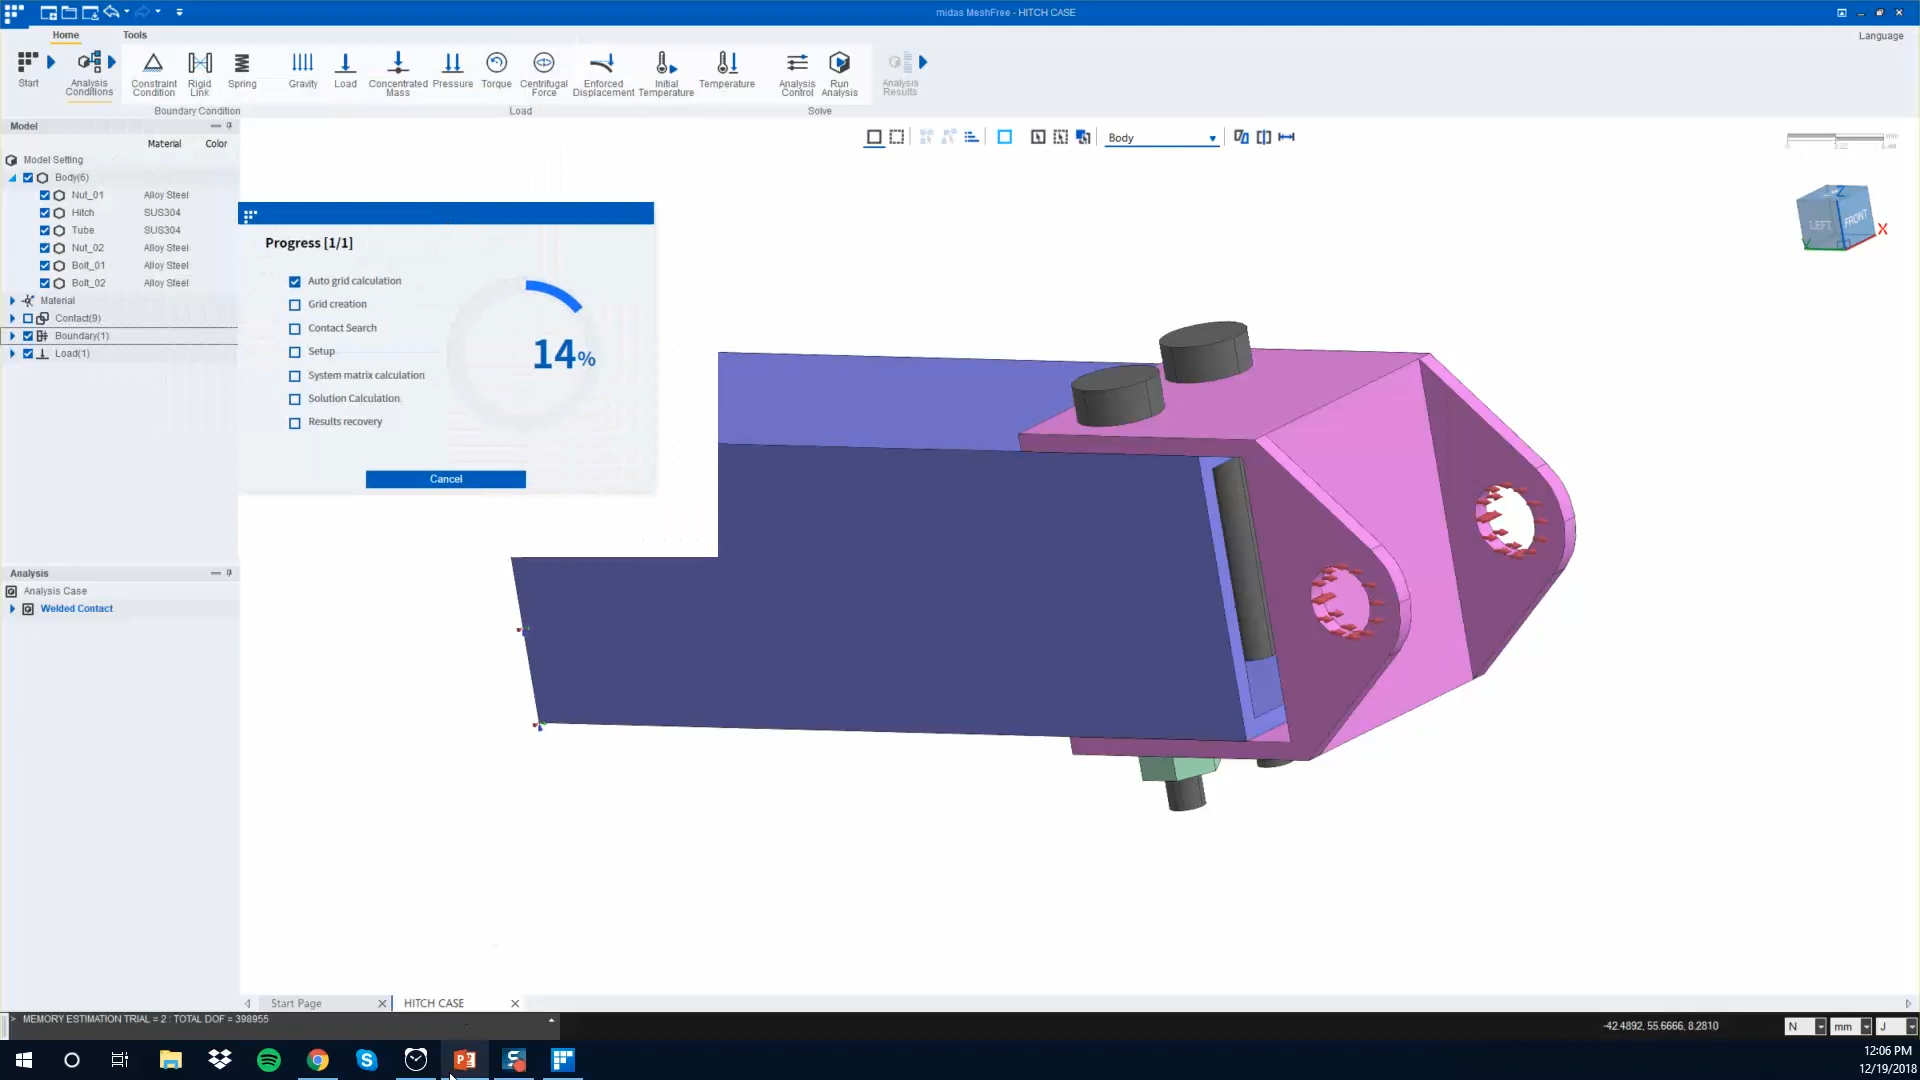 midas MeshFree - HITCH CASE
Home
Tools
Language
Start
Analysis Conditions
Constraint Condition
Rigid Link
Spring
Gravity
Load
Concentrated Mass
Pressure
Torque
Centrifugal Force
Enforced Displacement
Initial Temperature
Temperature
Analysis Control
Run Analysis
Analysis Results
Boundary Condition
Load
Solve
Model
Material Color
Model Setting
Body(6)
Nut_01 Alloy Steel
Hitch SUS304
Tube SUS304
Nut_02 Alloy Steel
Bolt_01 Alloy Steel
Bolt_02 Alloy Steel
Material
Contact(9)
Boundary(1)
Load(1)
Body
Z
LEFT
FRONT
X
Y
Progress [1/1]
Auto grid calculation
Grid creation
Contact Search
Setup
System matrix calculation
Solution Calculation
Results recovery
14%
Cancel
Analysis
Analysis Case
Welded Contact
Start Page
HITCH CASE
> MEMORY ESTIMATION TRIAL = 2 : TOTAL DOF = 398955
-42.4892, 55.6666, 8.2810
N
mm
J
12:06 PM
12/19/2018